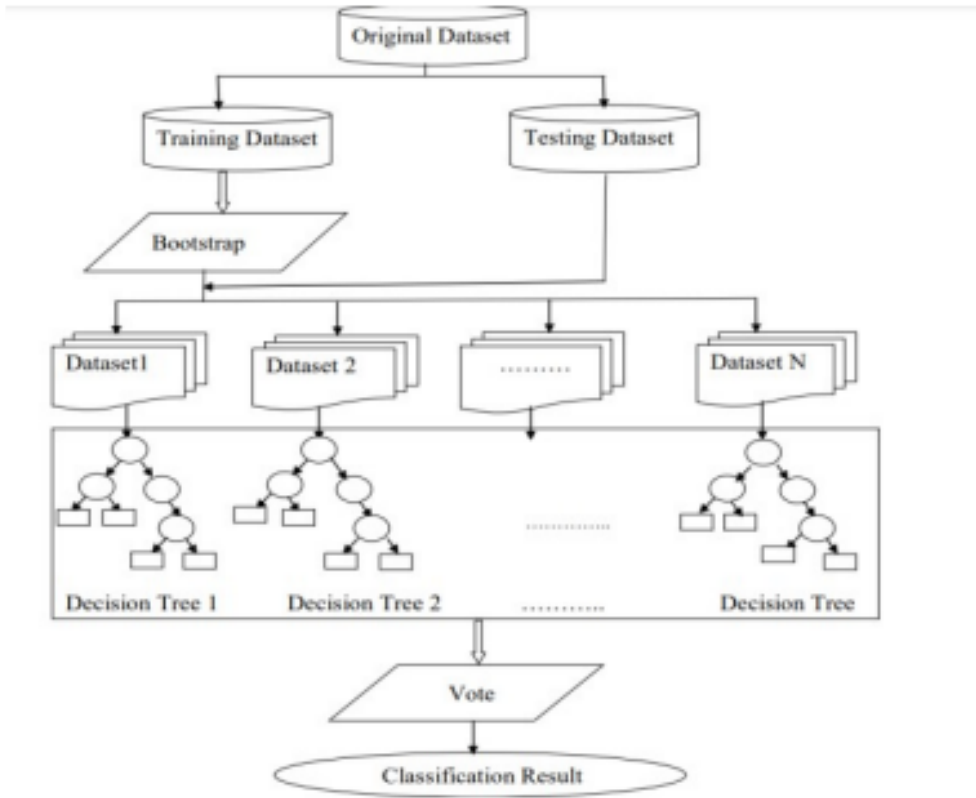 Original Dataset
Training Dataset
Testing Dataset
Bootstrap
Dataset1
Dataset 2
.........
Dataset N
..............
Decision Tree 1
Decision Tree 2
...........
Decision Tree
Vote
Classification Result